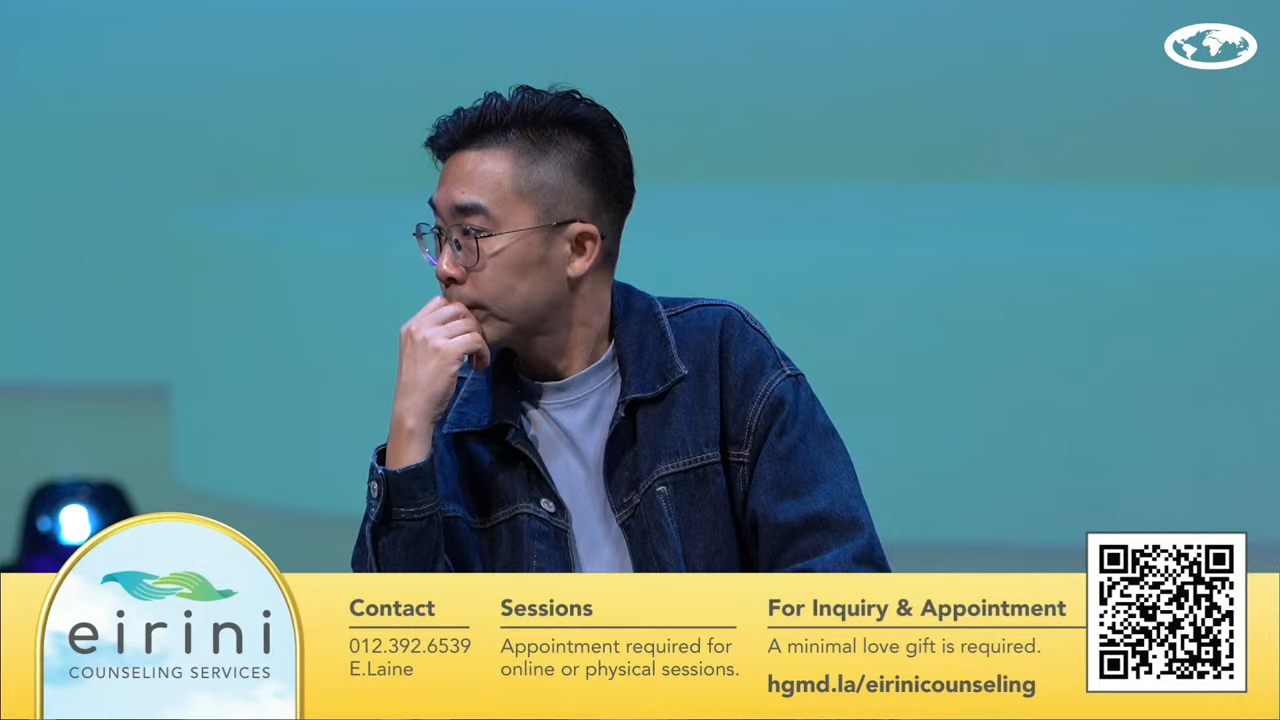 eirini
COUNSELING SERVICES
Contact
012.392.6539
E.Laine
Sessions
Appointment required for
online or physical sessions.
For Inquiry & Appointment
A minimal love gift is required.
hgmd.la/eirinicounseling